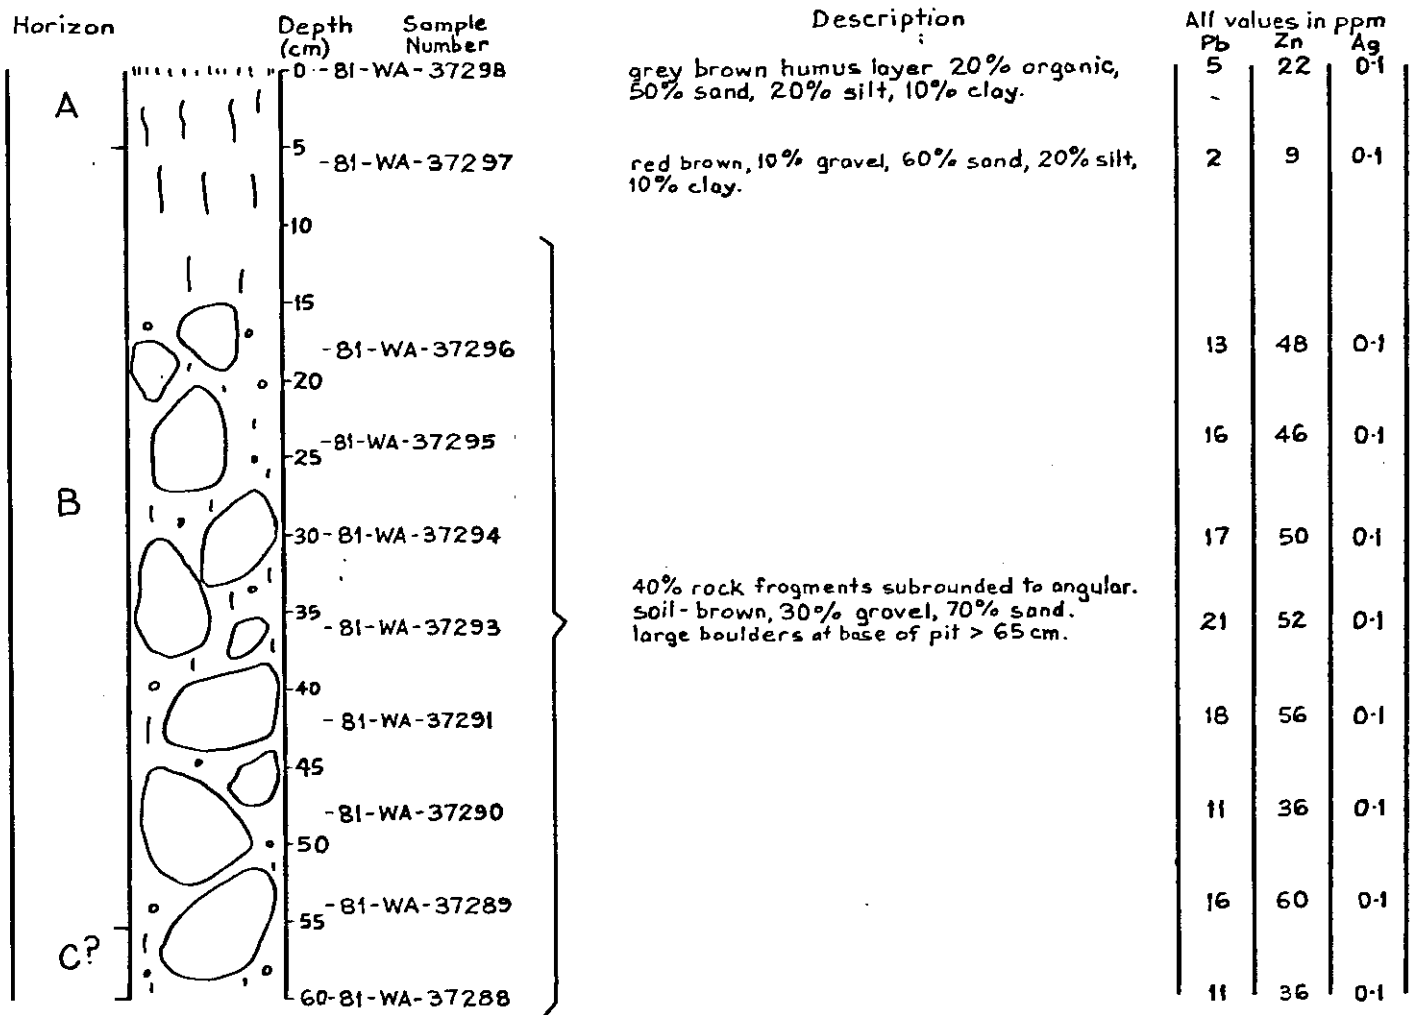 Horizon Depth Sample Description All values in ppm
(cm) Number Pb Zn Ag
0 -81-WA-37298 grey brown humus layer 20% organic, 5 22 0·1
A 50% sand, 20% silt, 10% clay.
-5
-81-WA-37297 red brown, 10% gravel, 60% sand, 20% silt, 2 9 0·1
10% clay.
-10
-15
-81-WA-37296 13 48 0·1
-20
-81-WA-37295 16 46 0·1
-25
B
-30-81-WA-37294 17 50 0·1
40% rock fragments subrounded to angular.
-35 soil-brown, 30% gravel, 70% sand.
-81-WA-37293 large boulders at base of pit > 65 cm. 21 52 0·1
-40
-81-WA-37291 18 56 0·1
-45
-81-WA-37290 11 36 0·1
-50
-81-WA-37289 16 60 0·1
-55
C?
-60-81-WA-37288 11 36 0·1